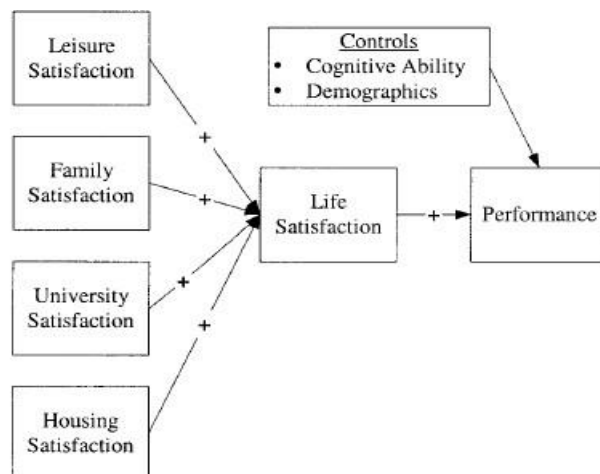 Leisure
Satisfaction
Controls
• Cognitive Ability
• Demographics
+
Family
Satisfaction
+
Life
Satisfaction
+
Performance
University
Satisfaction
+
+
Housing
Satisfaction